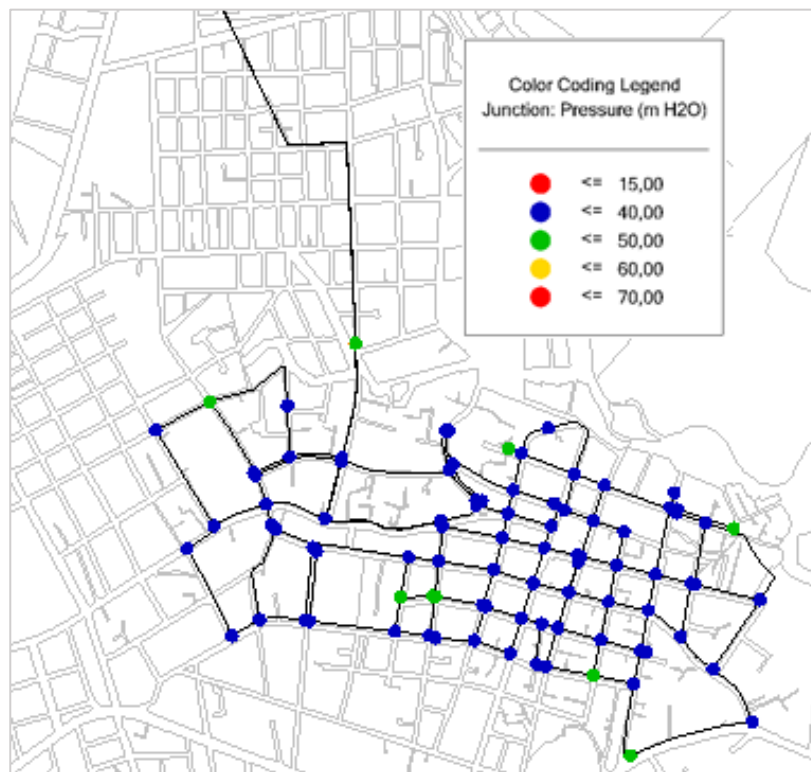 Color Coding Legend
Junction: Pressure (m H2O)
<= 15,00
<= 40,00
<= 50,00
<= 60,00
<= 70,00